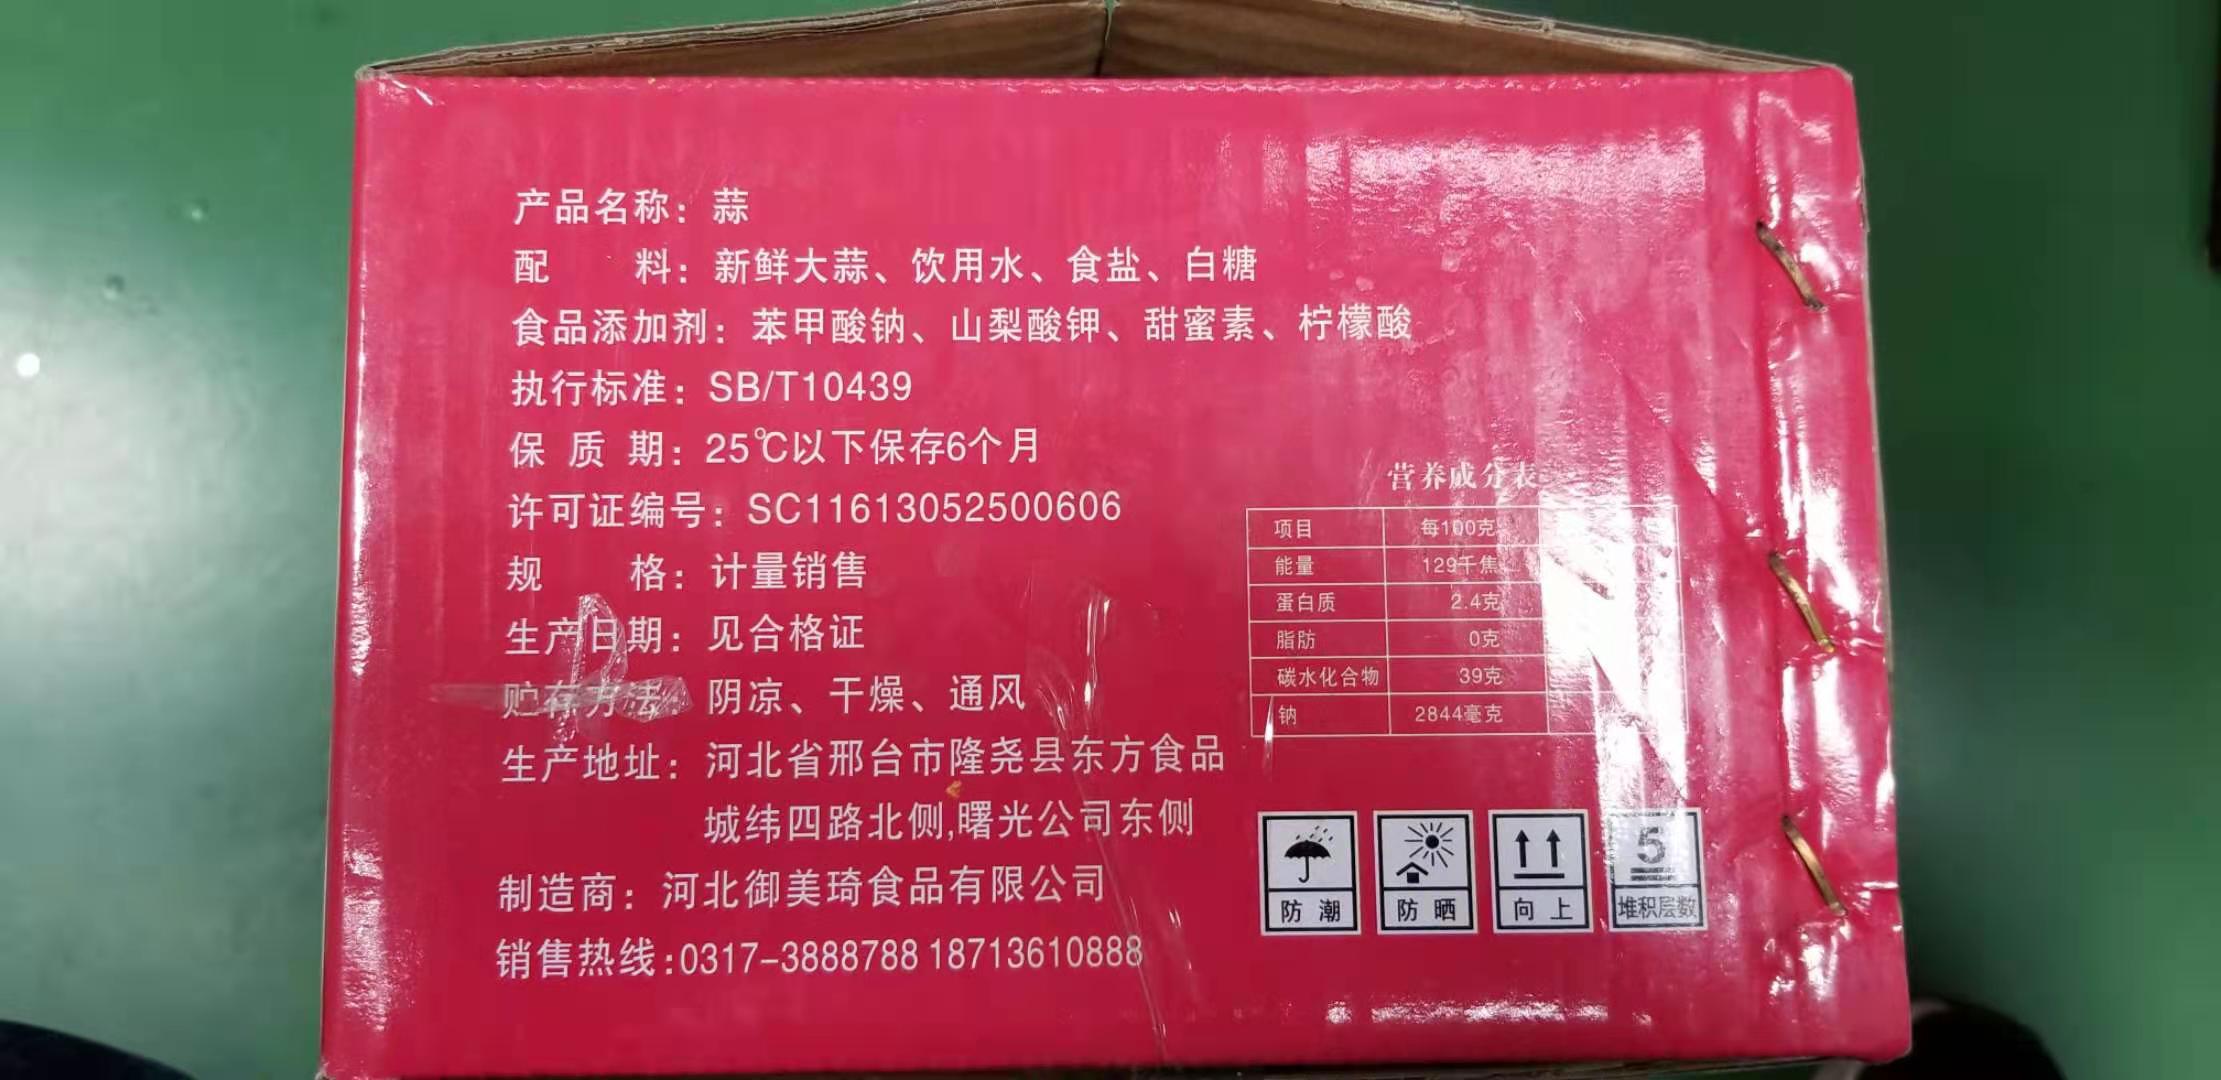 产品名称：蒜
配 料：新鲜大蒜、饮用水、食盐、白糖
食品添加剂：苯甲酸钠、山梨酸钾、甜蜜素、柠檬酸
执行标准：SB/T10439
保质期：25℃以下保存6个月
许可证编号：SC11613052500606
规 格：计量销售
生产日期：见合格证
贮存方法：阴凉、干燥、通风
生产地址：河北省邢台市隆尧县东方食品
城纬四路北侧,曙光公司东侧
制造商：河北御美琦食品有限公司
销售热线:0317-3888788 18713610888
营养成分表
项目 每100克
能量 129千焦
蛋白质 2.4克
脂肪 0克
碳水化合物 39克
钠 2844毫克
5
防潮 防晒 向上 堆积层数